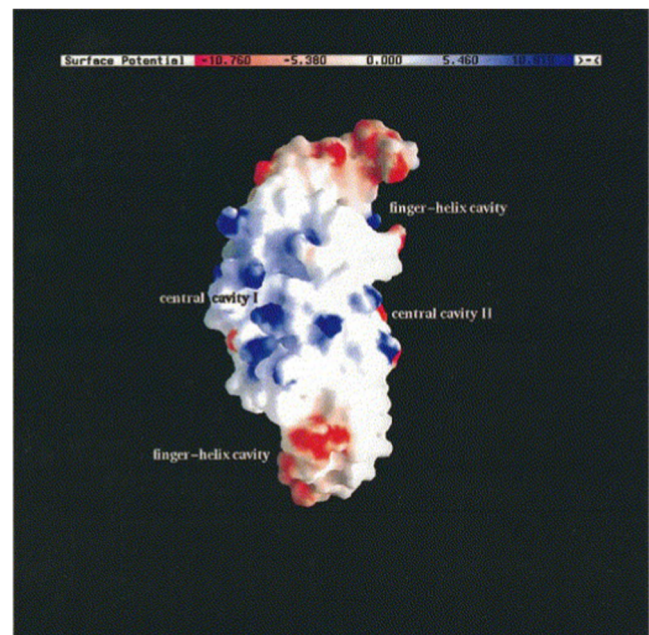 Surface Potential -10.760 -5.380 0.000 5.460 >-<
finger-helix cavity
central cavity I
central cavity II
finger-helix cavity